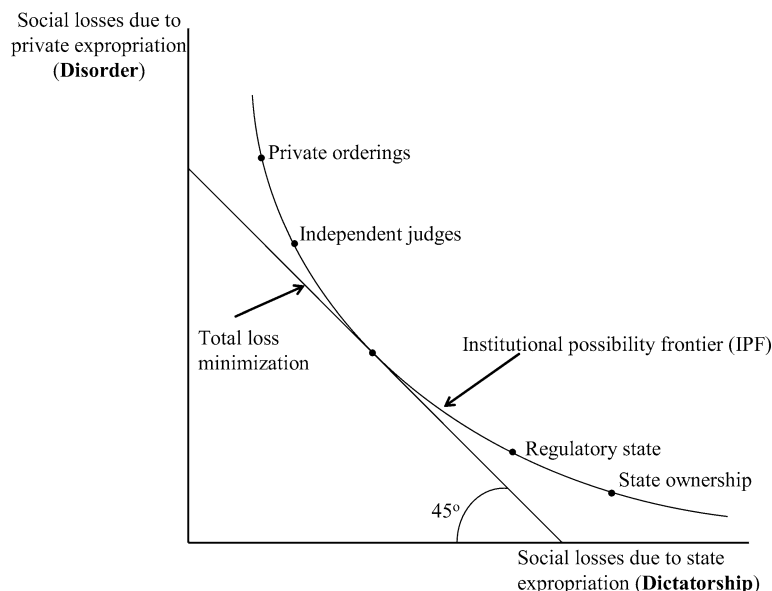 Social losses due to
private expropriation
(Disorder)
Private orderings
Independent judges
Total loss
minimization
Institutional possibility frontier (IPF)
Regulatory state
State ownership
45º
Social losses due to state
expropriation (Dictatorship)